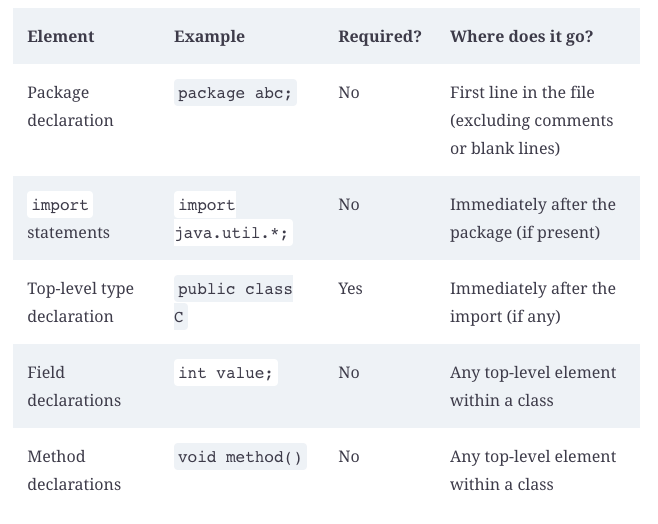 Element Example Required? Where does it go?
Package declaration package abc; No First line in the file (excluding comments or blank lines)
import statements import java.util.*; No Immediately after the package (if present)
Top-level type declaration public class C Yes Immediately after the import (if any)
Field declarations int value; No Any top-level element within a class
Method declarations void method() No Any top-level element within a class